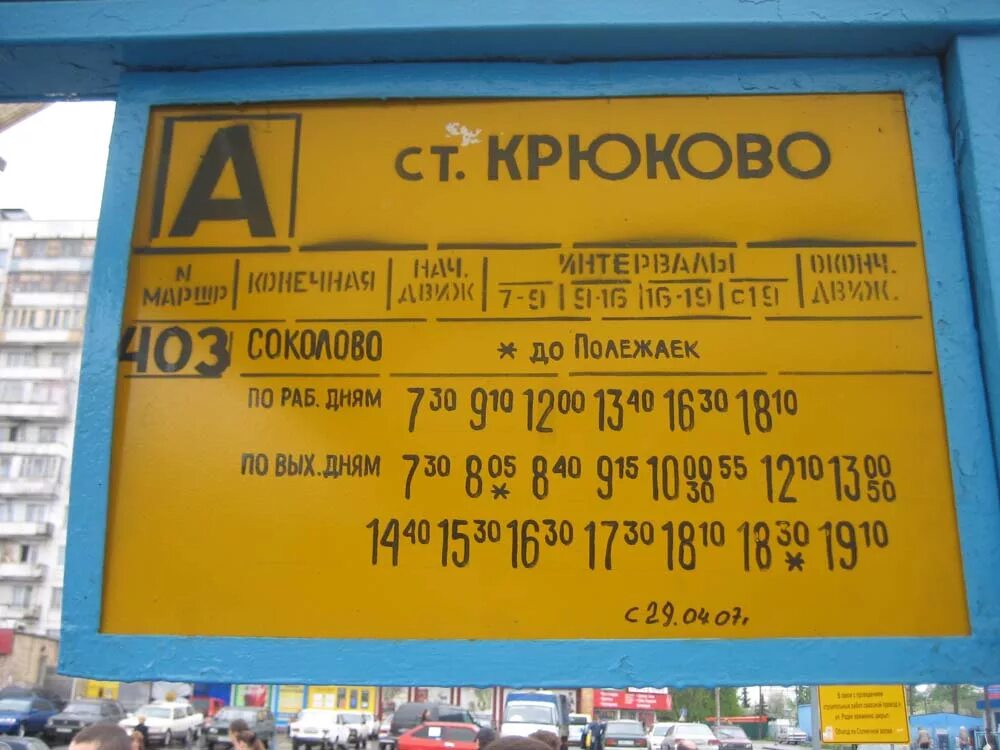 А
ст. КРЮКОВО
N МАРШР КОНЕЧНАЯ НАЧ. ДВИЖ ИНТЕРВАЛЫ 7-9 9-16 16-19 с19 ОКОНЧ. ДВИЖ.
403 СОКОЛОВО * до Полежаек
ПО РАБ. ДНЯМ 7 30 9 10 12 00 13 40 16 30 18 10
ПО ВЫХ. ДНЯМ 7 30 8 05 * 8 40 9 15 10 00 30 55 12 10 13 00 50
14 40 15 30 16 30 17 30 18 10 18 30 * 19 10
с 29.04.07г
В связи с проведением